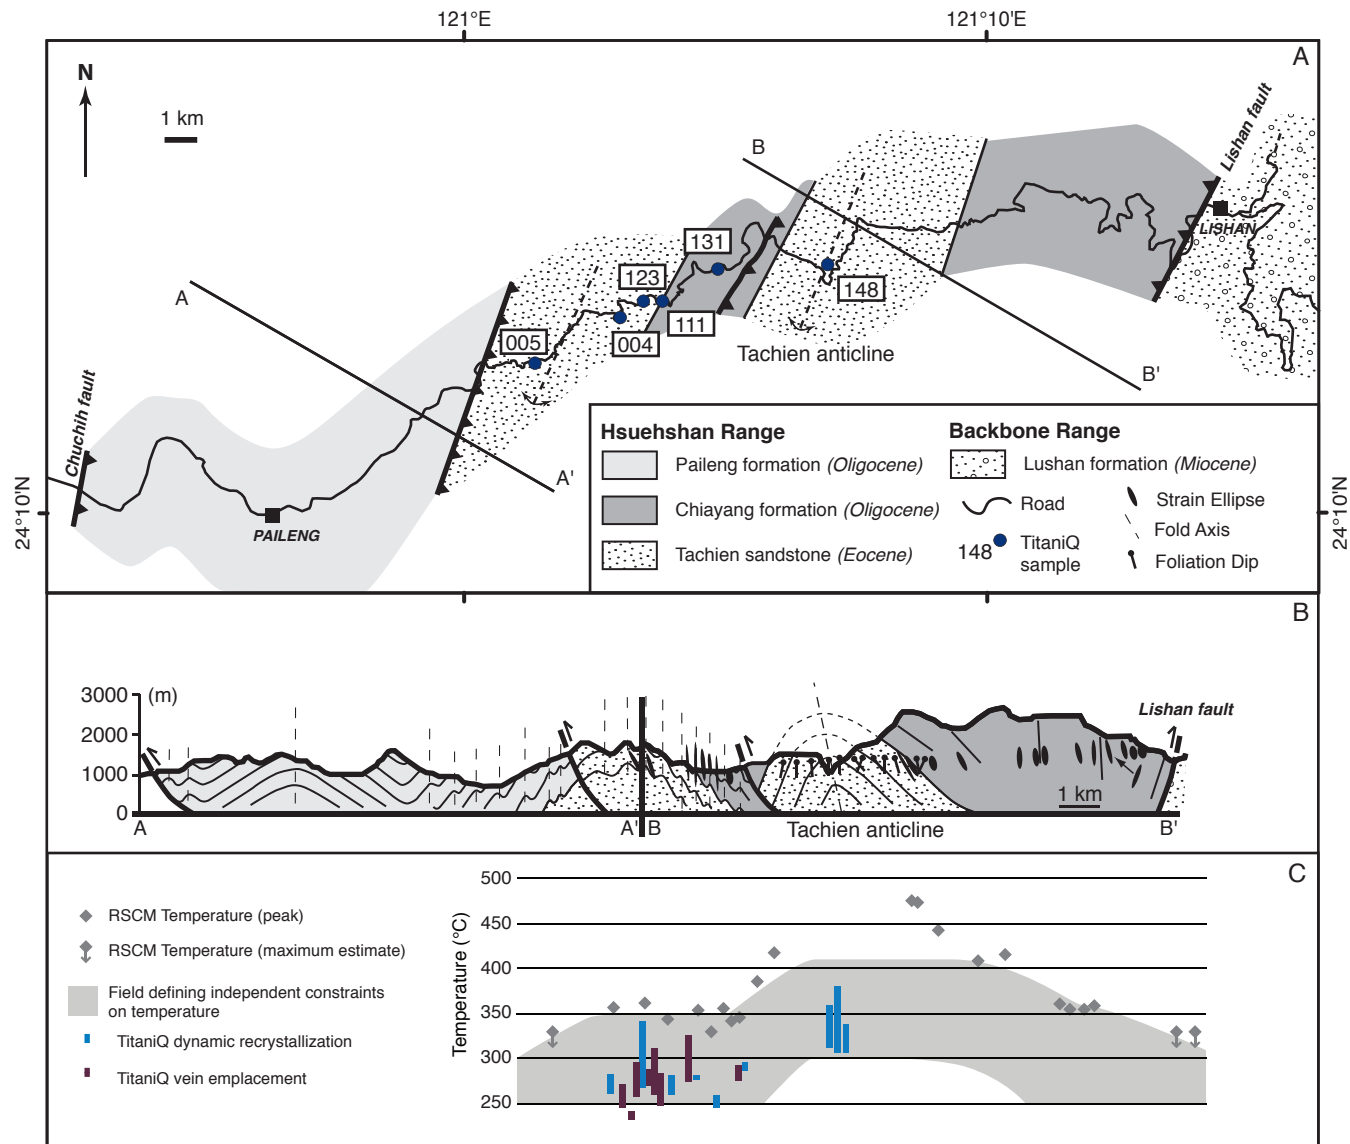 121°E
121°10'E
A
N
1 km
Lishan fault
B
LISHAN
131
123
148
111
004
005
Tachien anticline
A
B'
A'
Chuchih fault
PAILENG
24°10'N
24°10'N
Hsuehshan Range
Paileng formation (Oligocene)
Chiayang formation (Oligocene)
Tachien sandstone (Eocene)
Backbone Range
Lushan formation (Miocene)
Road
148
TitaniQ
sample
Strain Ellipse
Fold Axis
Foliation Dip
B
3000
(m)
2000
1000
0
Lishan fault
1 km
A
A'
B
Tachien anticline
B'
C
RSCM Temperature (peak)
RSCM Temperature (maximum estimate)
Field defining independent constraints
on temperature
TitaniQ dynamic recrystallization
TitaniQ vein emplacement
Temperature (°C)
500
450
400
350
300
250